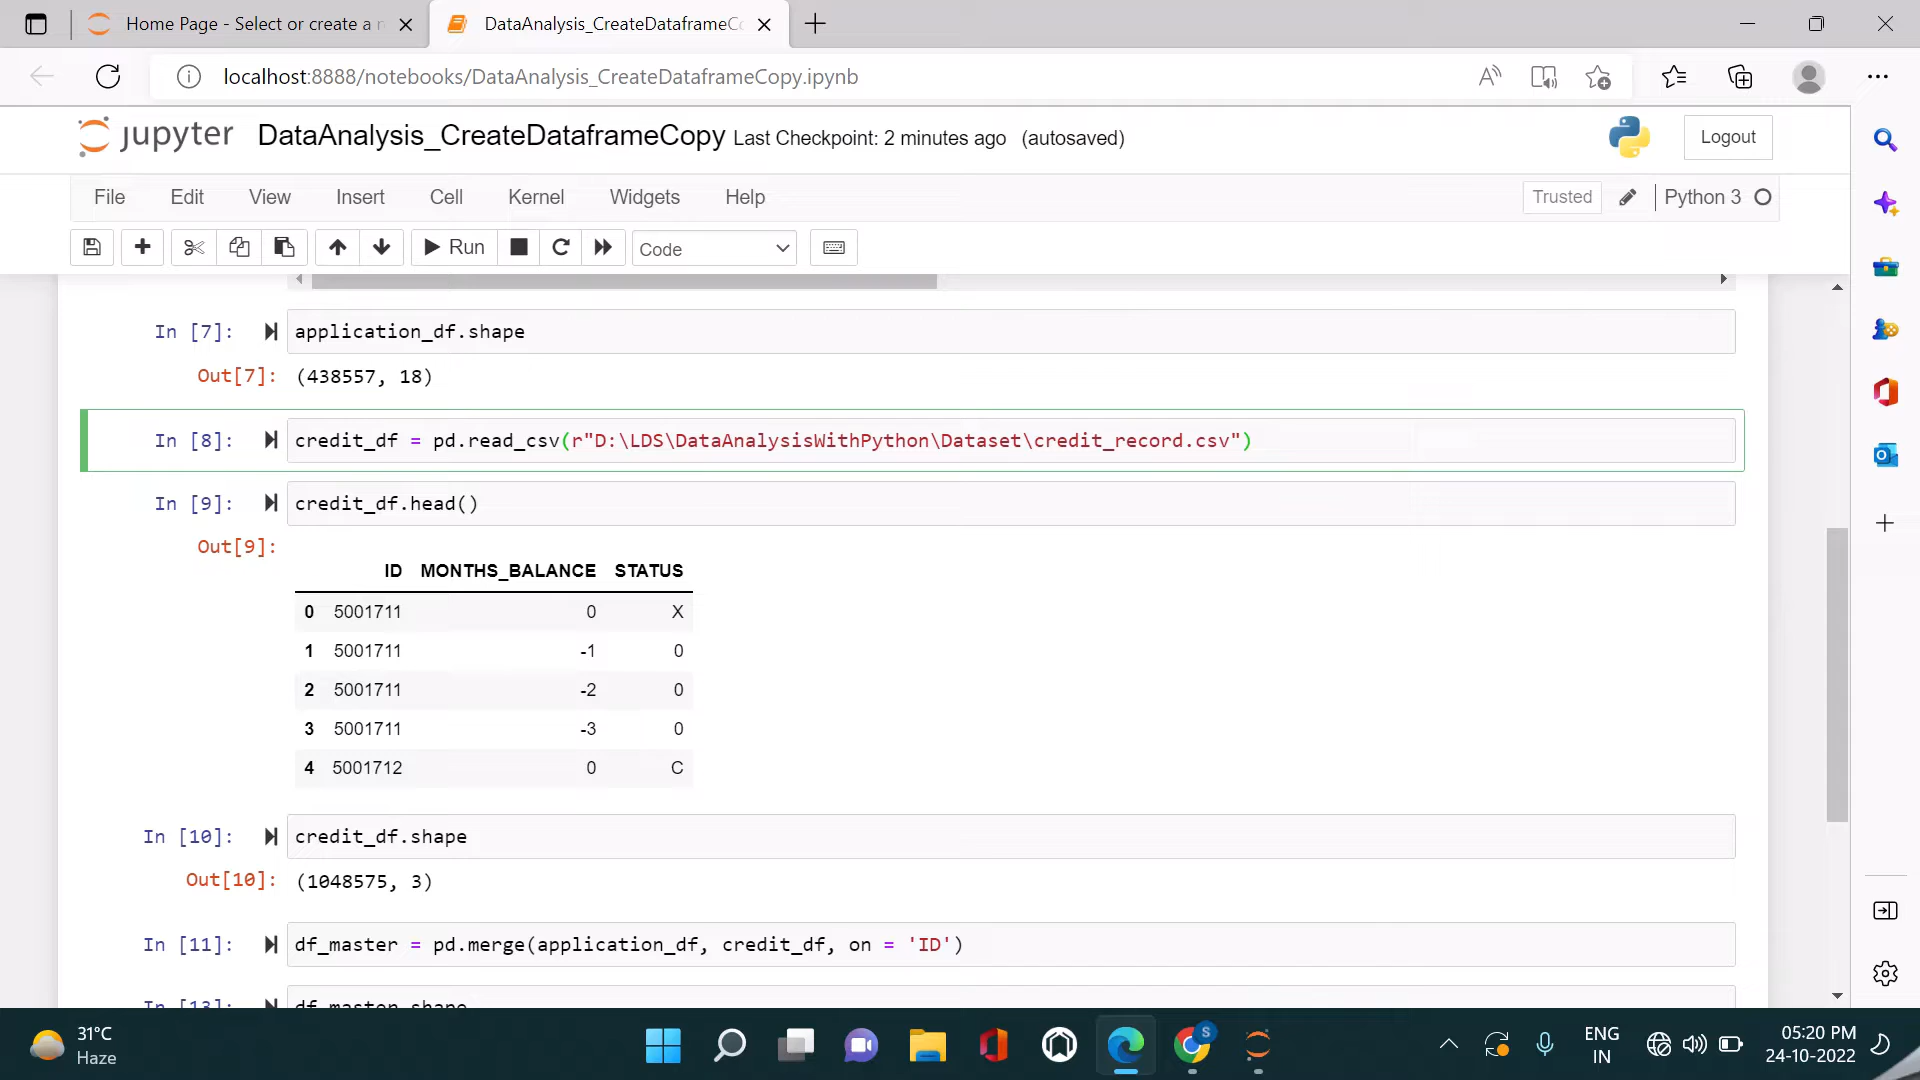 Home Page - Select or create a n
DataAnalysis_CreateDataframeCo
localhost:8888/notebooks/DataAnalysis_CreateDataframeCopy.ipynb
jupyter DataAnalysis_CreateDataframeCopy Last Checkpoint: 2 minutes ago (autosaved)
Logout
File Edit View Insert Cell Kernel Widgets Help
Trusted Python 3
Run Code
In [7]: application_df.shape
Out[7]: (438557, 18)
In [8]: credit_df = pd.read_csv(r"D:\LDS\DataAnalysisWithPython\Dataset\credit_record.csv")
In [9]: credit_df.head()
Out[9]:
ID MONTHS_BALANCE STATUS
0 5001711 0 X
1 5001711 -1 0
2 5001711 -2 0
3 5001711 -3 0
4 5001712 0 C
In [10]: credit_df.shape
Out[10]: (1048575, 3)
In [11]: df_master = pd.merge(application_df, credit_df, on = 'ID')
In [13]: df_master.shape
31°C
Haze
S
ENG
IN
05:20 PM
24-10-2022